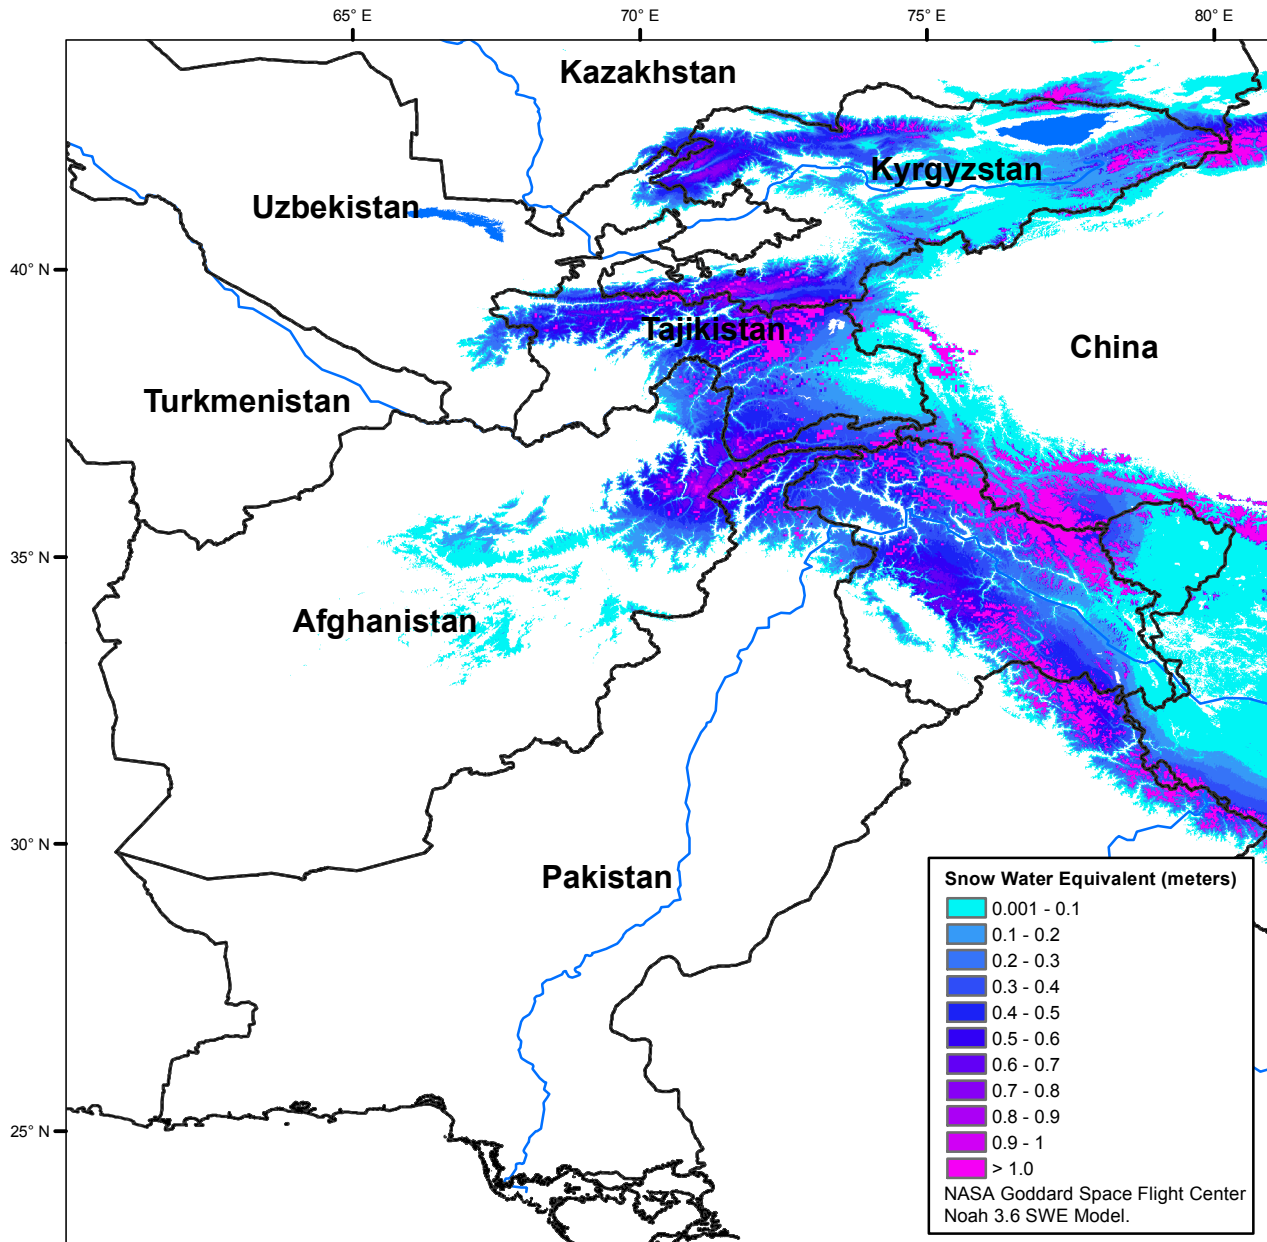 65° E
70° E
75° E
80° E
Kazakhstan
Kyrgyzstan
Uzbekistan
40° N
Tajikistan
China
Turkmenistan
35° N
Afghanistan
30° N
Pakistan
25° N
Snow Water Equivalent (meters)
0.001 - 0.1
0.1 - 0.2
0.2 - 0.3
0.3 - 0.4
0.4 - 0.5
0.5 - 0.6
0.6 - 0.7
0.7 - 0.8
0.8 - 0.9
0.9 - 1
> 1.0
NASA Goddard Space Flight Center
Noah 3.6 SWE Model.